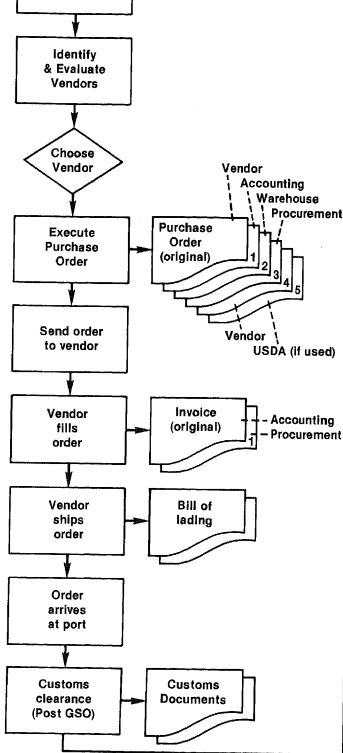 Identify
& Evaluate
Vendors
Choose
Vendor
Vendor
Accounting
Warehouse
Procurement
Execute
Purchase
Order
Purchase
Order
(original)
1
2
3
4
5
Vendor
USDA (if used)
Send order
to vendor
Vendor
fills
order
Invoice
(original)
1
Accounting
Procurement
Vendor
ships
order
Bill of
lading
Order
arrives
at port
Customs
clearance
(Post GSO)
Customs
Documents